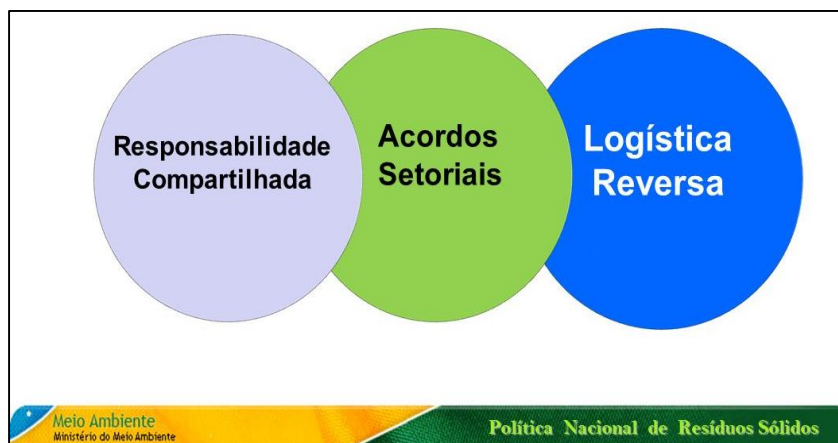 Responsabilidade
Compartilhada
Acordos
Setoriais
Logística
Reversa
Meio Ambiente
Ministério do Meio Ambiente
Política Nacional de Resíduos Sólidos